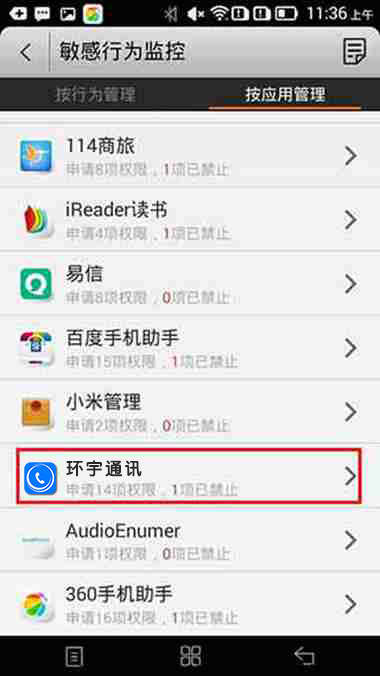 11:36 上午
敏感行为监控
按行为管理 按应用管理
114商旅
申请8项权限，1项已禁止
iReader读书
申请4项权限，1项已禁止
易信
申请8项权限，0项已禁止
百度手机助手
申请15项权限，1项已禁止
小米管理
申请2项权限，0项已禁止
环宇通讯
申请14项权限，1项已禁止
AudioEnumer
申请1项权限，0项已禁止
360手机助手
申请16项权限，1项已禁止